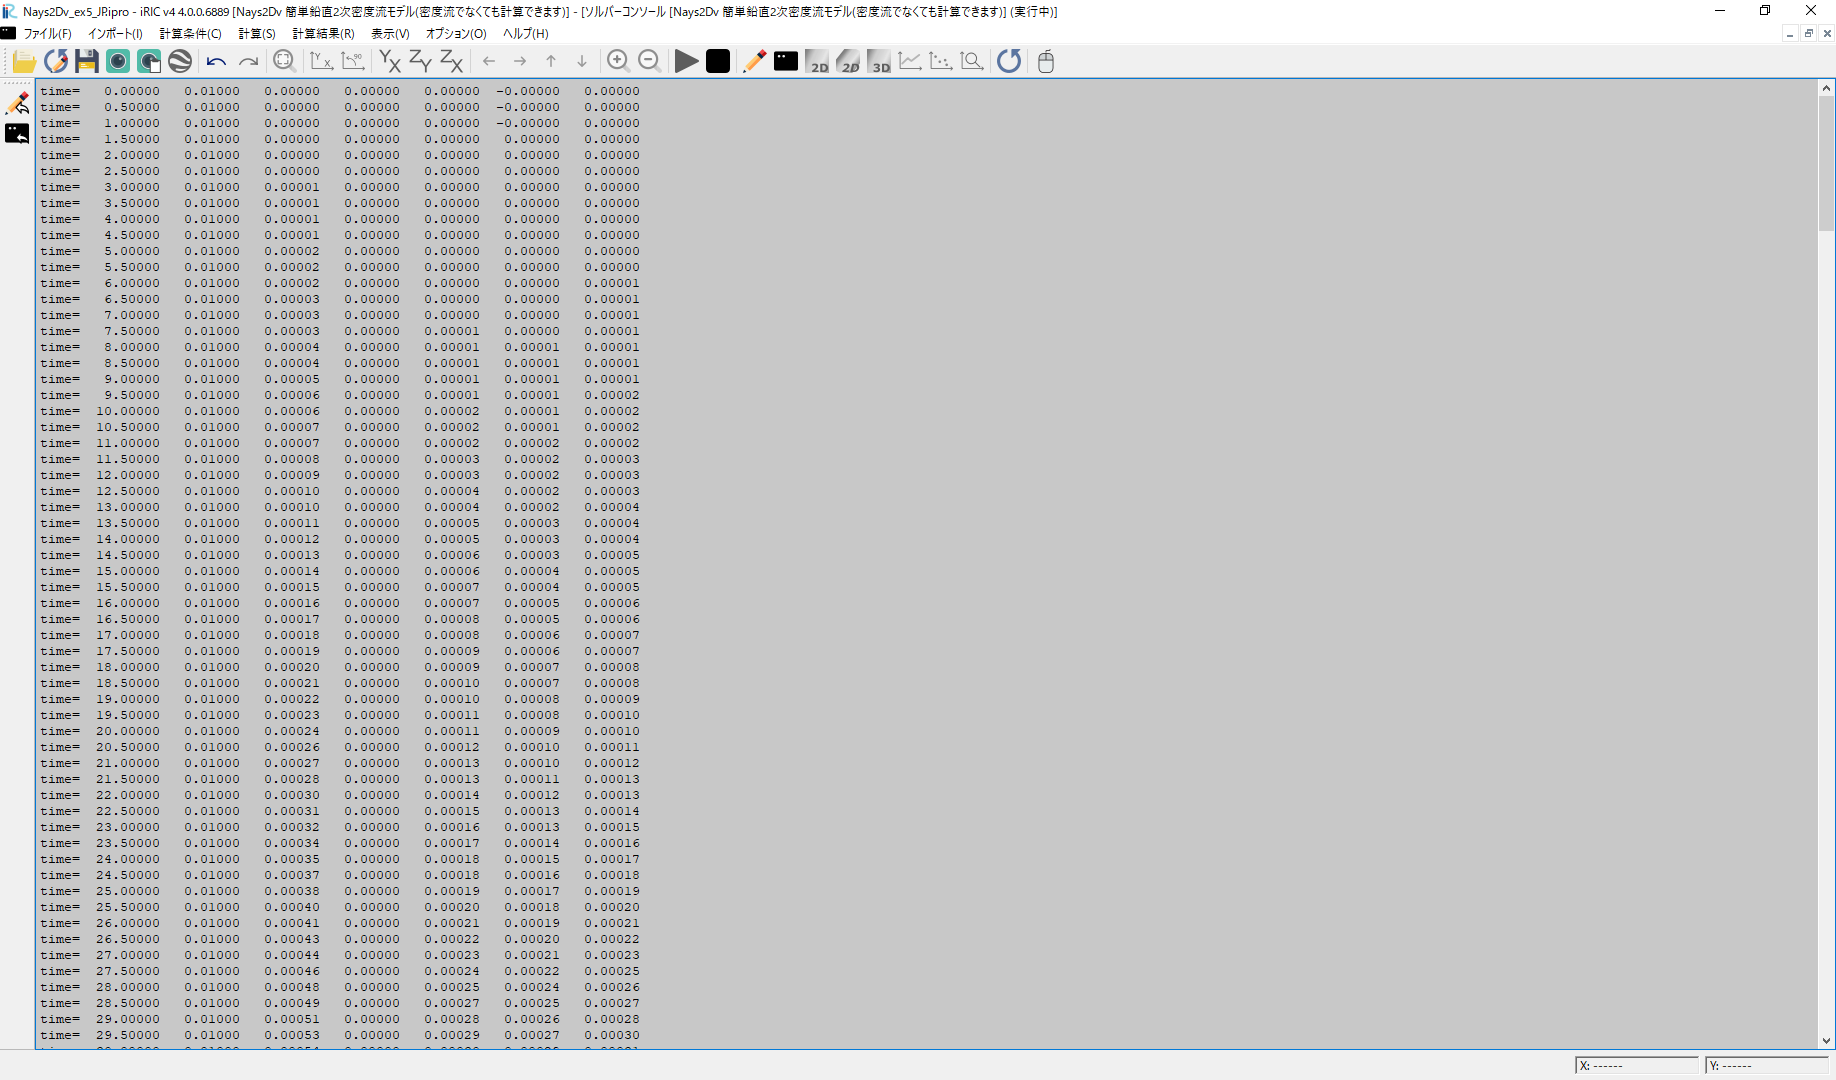 Nays2Dv_ex5_JRipro - iRIC v4 4.0.0.6889 [Nays2Dv 簡単鉛直2次密度流モデル(密度流でなくても計算できます)] - [ソルバーコンソール [Nays2Dv 簡単鉛直2次密度流モデル(密度流でなくても計算できます)] (実行中)]
ファイル(F) インポート(I) 計算条件(C) 計算(S) 計算結果(R) 表示(V) オプション(O) ヘルプ(H)
time= 0.00000 0.01000 0.00000 0.00000 0.00000 -0.00000 0.00000
time= 0.50000 0.01000 0.00000 0.00000 0.00000 -0.00000 0.00000
time= 1.00000 0.01000 0.00000 0.00000 0.00000 -0.00000 0.00000
time= 1.50000 0.01000 0.00000 0.00000 0.00000 0.00000 0.00000
time= 2.00000 0.01000 0.00000 0.00000 0.00000 0.00000 0.00000
time= 2.50000 0.01000 0.00000 0.00000 0.00000 0.00000 0.00000
time= 3.00000 0.01000 0.00001 0.00000 0.00000 0.00000 0.00000
time= 3.50000 0.01000 0.00001 0.00000 0.00000 0.00000 0.00000
time= 4.00000 0.01000 0.00001 0.00000 0.00000 0.00000 0.00000
time= 4.50000 0.01000 0.00001 0.00000 0.00000 0.00000 0.00000
time= 5.00000 0.01000 0.00002 0.00000 0.00000 0.00000 0.00000
time= 5.50000 0.01000 0.00002 0.00000 0.00000 0.00000 0.00000
time= 6.00000 0.01000 0.00002 0.00000 0.00000 0.00000 0.00001
time= 6.50000 0.01000 0.00003 0.00000 0.00000 0.00000 0.00001
time= 7.00000 0.01000 0.00003 0.00000 0.00000 0.00000 0.00001
time= 7.50000 0.01000 0.00003 0.00000 0.00001 0.00000 0.00001
time= 8.00000 0.01000 0.00004 0.00000 0.00001 0.00001 0.00001
time= 8.50000 0.01000 0.00004 0.00000 0.00001 0.00001 0.00001
time= 9.00000 0.01000 0.00005 0.00000 0.00001 0.00001 0.00001
time= 9.50000 0.01000 0.00006 0.00000 0.00001 0.00001 0.00002
time= 10.00000 0.01000 0.00006 0.00000 0.00002 0.00001 0.00002
time= 10.50000 0.01000 0.00007 0.00000 0.00002 0.00001 0.00002
time= 11.00000 0.01000 0.00007 0.00000 0.00002 0.00002 0.00002
time= 11.50000 0.01000 0.00008 0.00000 0.00003 0.00002 0.00003
time= 12.00000 0.01000 0.00009 0.00000 0.00003 0.00002 0.00003
time= 12.50000 0.01000 0.00010 0.00000 0.00004 0.00002 0.00003
time= 13.00000 0.01000 0.00010 0.00000 0.00004 0.00002 0.00004
time= 13.50000 0.01000 0.00011 0.00000 0.00005 0.00003 0.00004
time= 14.00000 0.01000 0.00012 0.00000 0.00005 0.00003 0.00004
time= 14.50000 0.01000 0.00013 0.00000 0.00006 0.00003 0.00005
time= 15.00000 0.01000 0.00014 0.00000 0.00006 0.00004 0.00005
time= 15.50000 0.01000 0.00015 0.00000 0.00007 0.00004 0.00005
time= 16.00000 0.01000 0.00016 0.00000 0.00007 0.00005 0.00006
time= 16.50000 0.01000 0.00017 0.00000 0.00008 0.00005 0.00006
time= 17.00000 0.01000 0.00018 0.00000 0.00008 0.00006 0.00007
time= 17.50000 0.01000 0.00019 0.00000 0.00009 0.00006 0.00007
time= 18.00000 0.01000 0.00020 0.00000 0.00009 0.00007 0.00008
time= 18.50000 0.01000 0.00021 0.00000 0.00010 0.00007 0.00008
time= 19.00000 0.01000 0.00022 0.00000 0.00010 0.00008 0.00009
time= 19.50000 0.01000 0.00023 0.00000 0.00011 0.00008 0.00010
time= 20.00000 0.01000 0.00024 0.00000 0.00011 0.00009 0.00010
time= 20.50000 0.01000 0.00026 0.00000 0.00012 0.00010 0.00011
time= 21.00000 0.01000 0.00027 0.00000 0.00013 0.00010 0.00012
time= 21.50000 0.01000 0.00028 0.00000 0.00013 0.00011 0.00013
time= 22.00000 0.01000 0.00030 0.00000 0.00014 0.00012 0.00013
time= 22.50000 0.01000 0.00031 0.00000 0.00015 0.00013 0.00014
time= 23.00000 0.01000 0.00032 0.00000 0.00016 0.00013 0.00015
time= 23.50000 0.01000 0.00034 0.00000 0.00017 0.00014 0.00016
time= 24.00000 0.01000 0.00035 0.00000 0.00018 0.00015 0.00017
time= 24.50000 0.01000 0.00037 0.00000 0.00018 0.00016 0.00018
time= 25.00000 0.01000 0.00038 0.00000 0.00019 0.00017 0.00019
time= 25.50000 0.01000 0.00040 0.00000 0.00020 0.00018 0.00020
time= 26.00000 0.01000 0.00041 0.00000 0.00021 0.00019 0.00021
time= 26.50000 0.01000 0.00043 0.00000 0.00022 0.00020 0.00022
time= 27.00000 0.01000 0.00044 0.00000 0.00023 0.00021 0.00023
time= 27.50000 0.01000 0.00046 0.00000 0.00024 0.00022 0.00025
time= 28.00000 0.01000 0.00048 0.00000 0.00025 0.00024 0.00026
time= 28.50000 0.01000 0.00049 0.00000 0.00027 0.00025 0.00027
time= 29.00000 0.01000 0.00051 0.00000 0.00028 0.00026 0.00028
time= 29.50000 0.01000 0.00053 0.00000 0.00029 0.00027 0.00030
X: ------ Y: ------